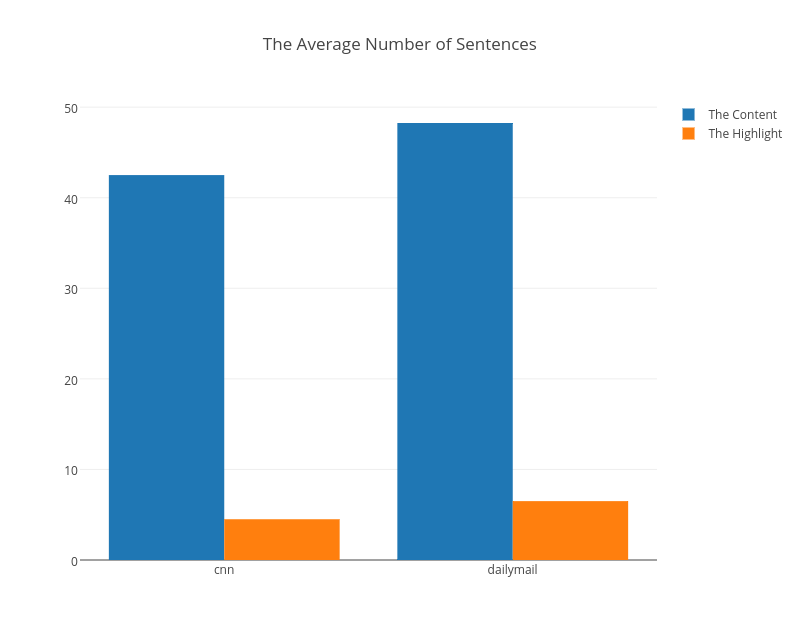 The Average Number of Sentences
The Content
The Highlight
50
40
30
20
10
0
cnn
dailymail